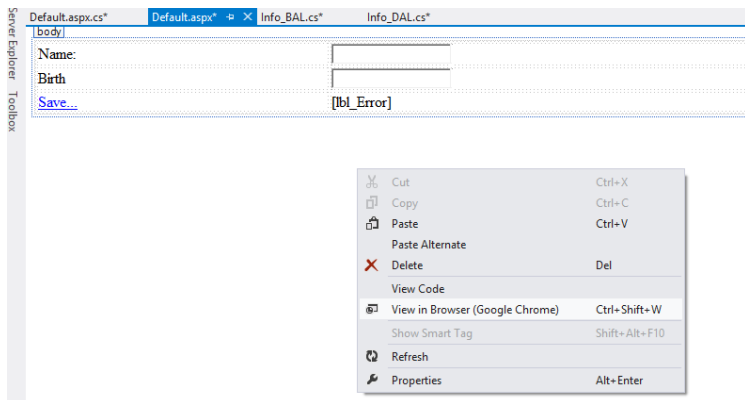 Default.aspx.cs* Default.aspx* Info_BAL.cs* Info_DAL.cs*
Server Explorer
Toolbox
body
Name:
Birth
Save... [lbl_Error]
Cut Ctrl+X
Copy Ctrl+C
Paste Ctrl+V
Paste Alternate
Delete Del
View Code
View in Browser (Google Chrome) Ctrl+Shift+W
Show Smart Tag Shift+Alt+F10
Refresh
Properties Alt+Enter